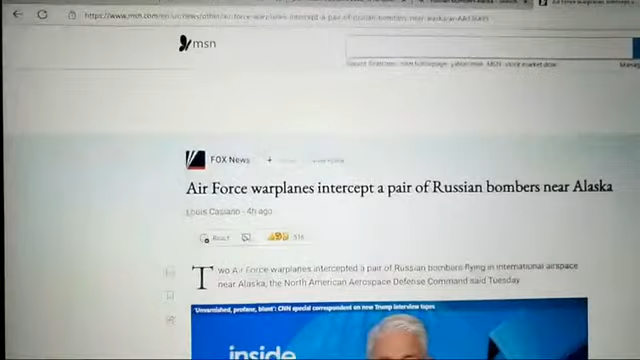 msn
FOX News
Air Force warplanes intercept a pair of Russian bombers near Alaska
Louis Casiano - 4h ago
React
Two Air Force warplanes intercepted a pair of Russian bombers flying in international airspace
near Alaska, the North American Aerospace Defense Command said Tuesday.
'Unvarnished, profane, blunt': CNN special correspondent on new Trump interview tapes
inside